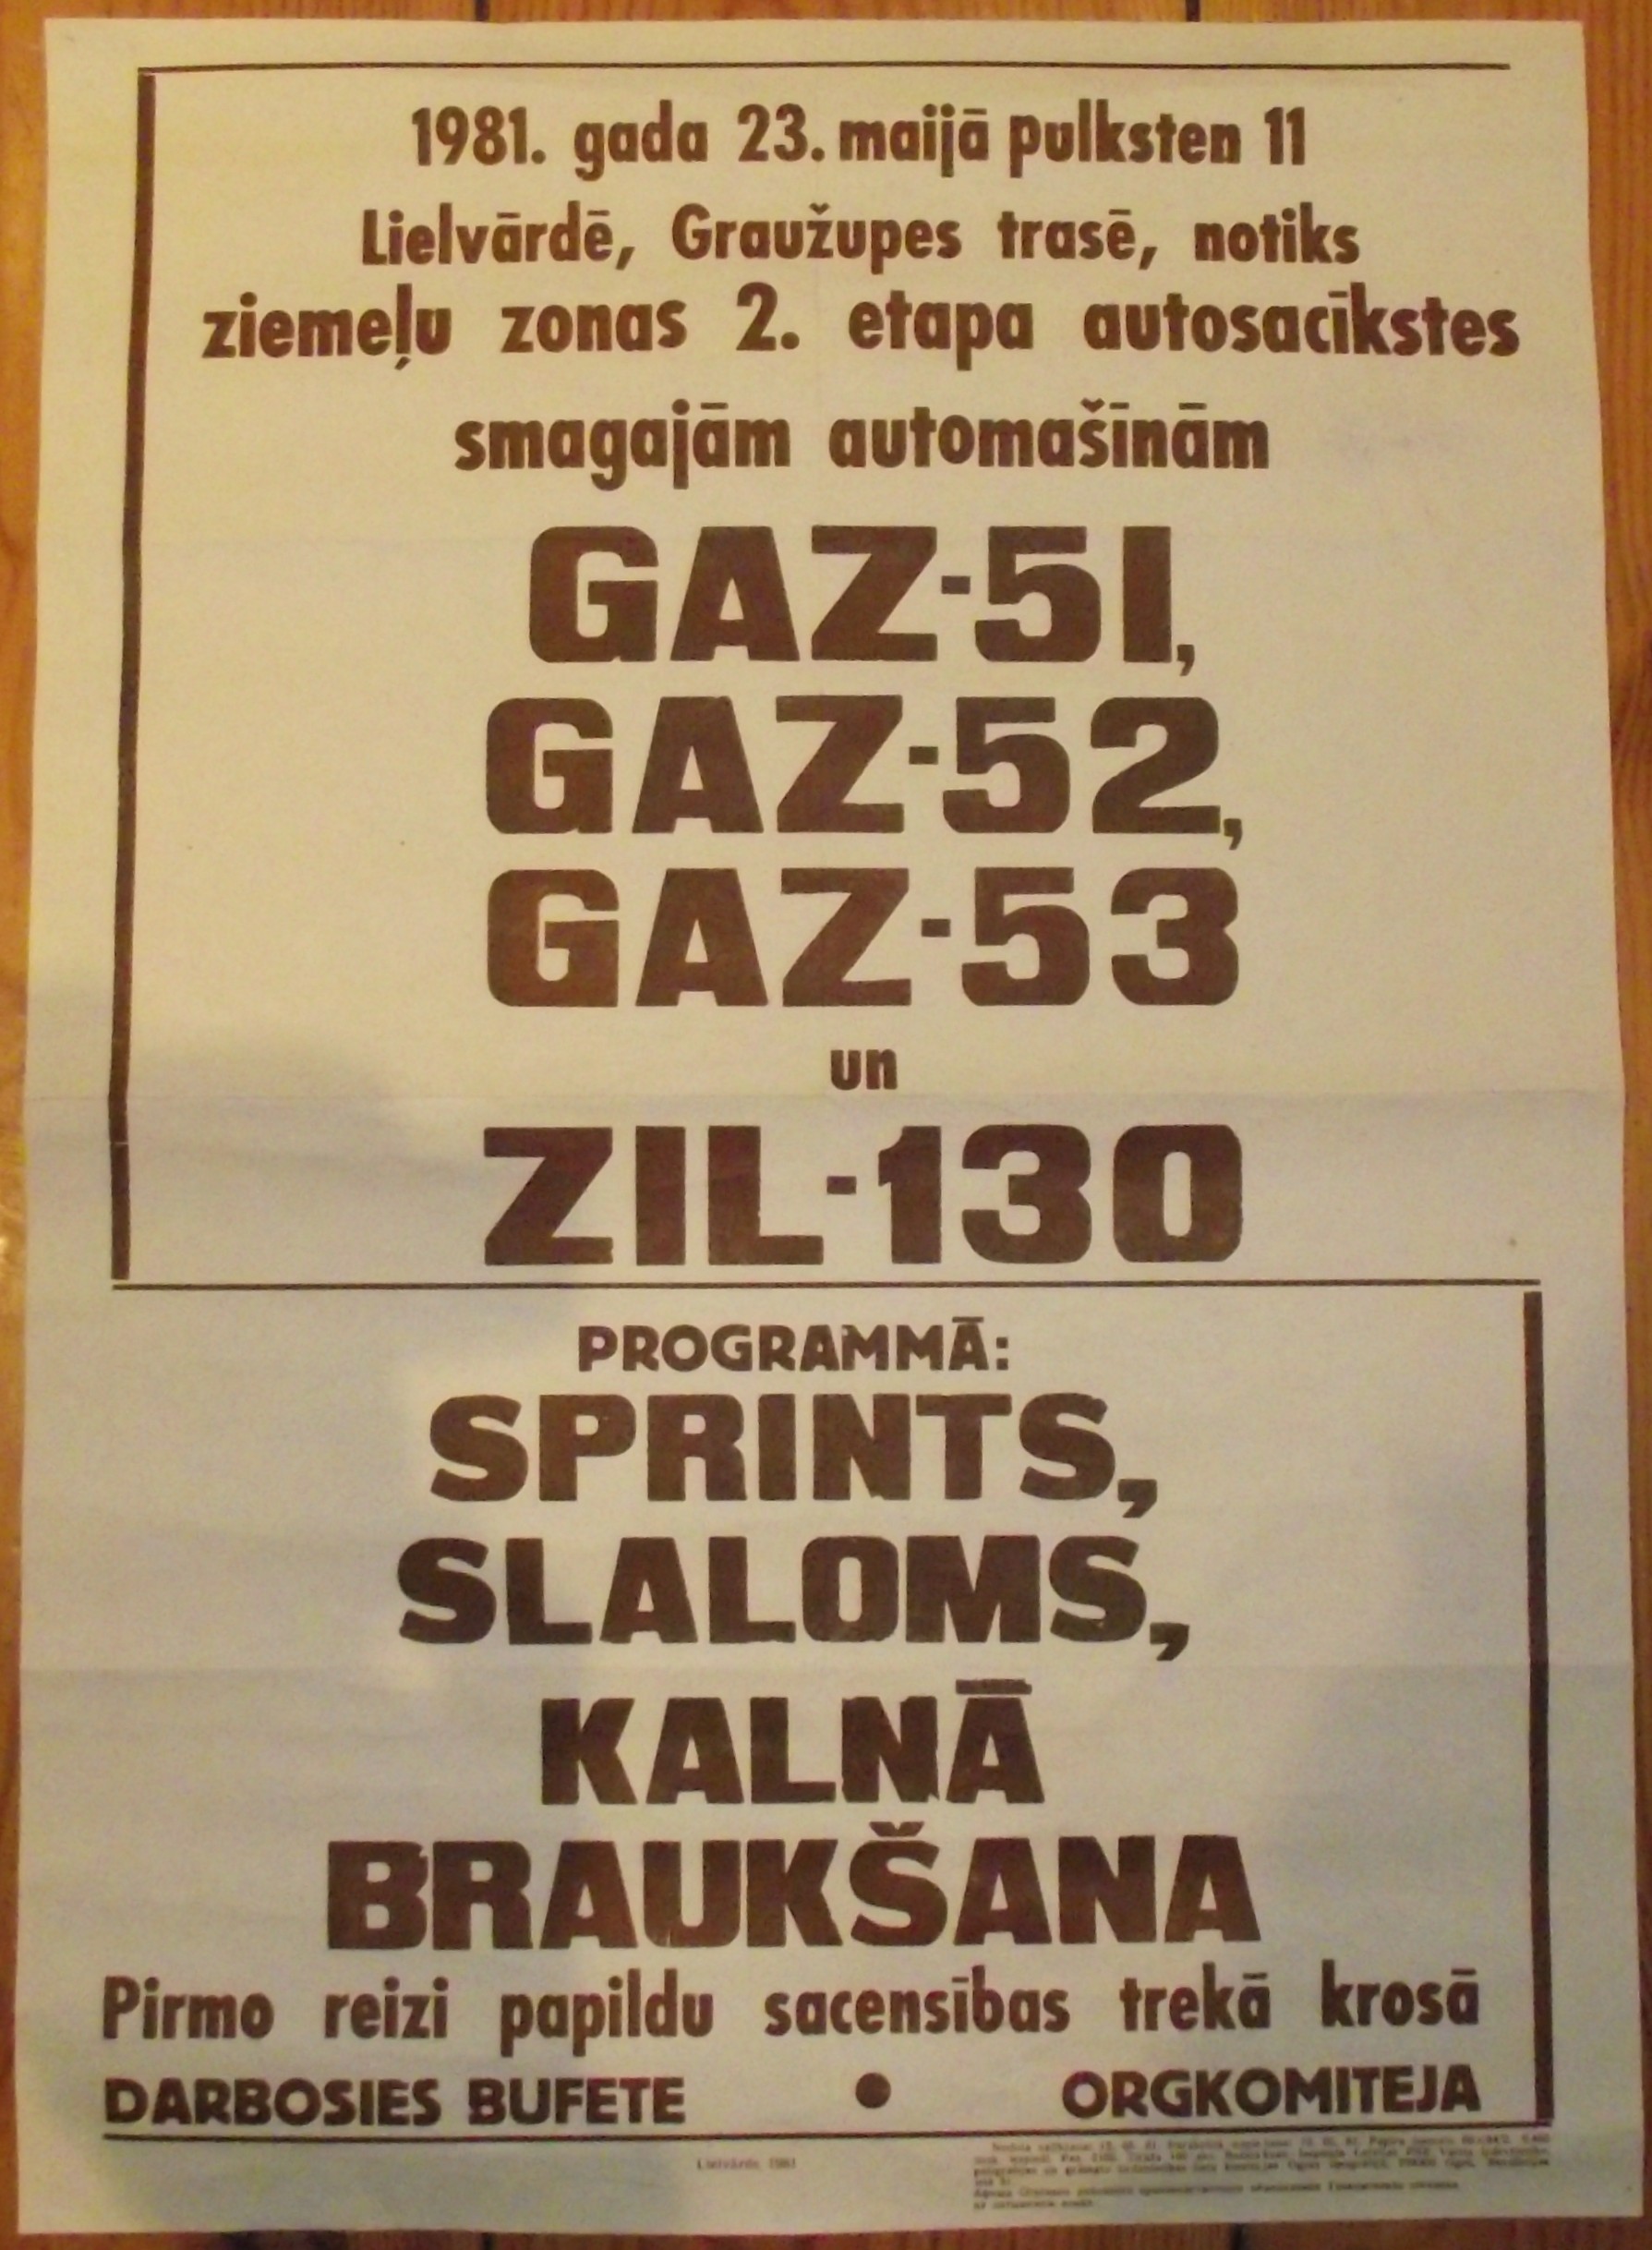 1981. gada 23. maijā pulksten 11
Lielvārdē, Graužupes trasē, notiks
ziemeļu zonas 2. etapa autosacīkstes
smagajām automašīnām
GAZ-51,
GAZ-52,
GAZ-53
un
ZIL-130
PROGRAMMĀ:
SPRINTS,
SLALOMS,
KALNĀ
BRAUKŠANA
Pirmo reizi papildu sacensības trekā krosā
DARBOSIES BUFETE • ORGKOMITEJA
Lielvārde, 1981